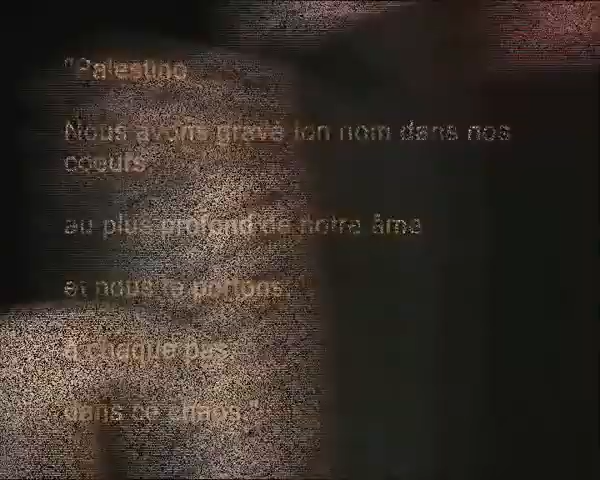 "Palestine
Nous avons gravé ton nom dans nos
coeurs
au plus profond de notre âme
et nous te portons
à chaque pas
dans ce chaos."